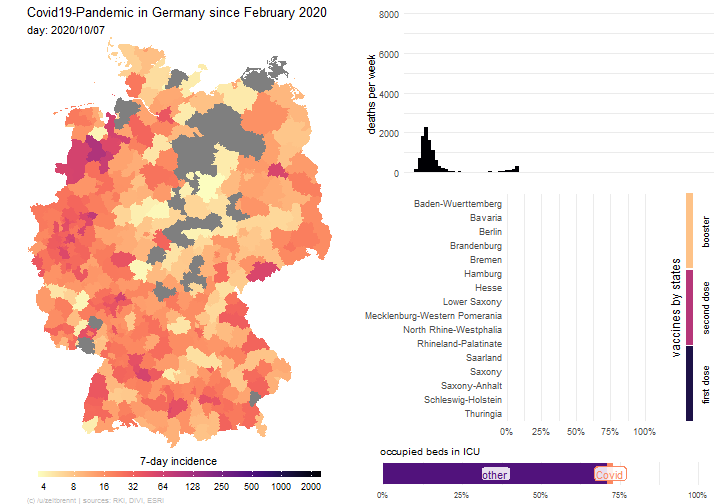 Covid19-Pandemic in Germany since February 2020
day: 2020/10/07
7-day incidence
4 8 16 32 64 125 250 500 1000 2000
(c) /u/zeitbremt | sources: RKI, DIVI, ESRI
deaths per week
8000
6000
4000
2000
0
Baden-Wuerttemberg
Bavaria
Berlin
Brandenburg
Bremen
Hamburg
Hesse
Lower Saxony
Mecklenburg-Western Pomerania
North Rhine-Westphalia
Rhineland-Palatinate
Saarland
Saxony
Saxony-Anhalt
Schleswig-Holstein
Thuringia
0% 25% 50% 75% 100%
vaccines by states
booster
second dose
first dose
occupied beds in ICU
other Covid
0% 25% 50% 75% 100%